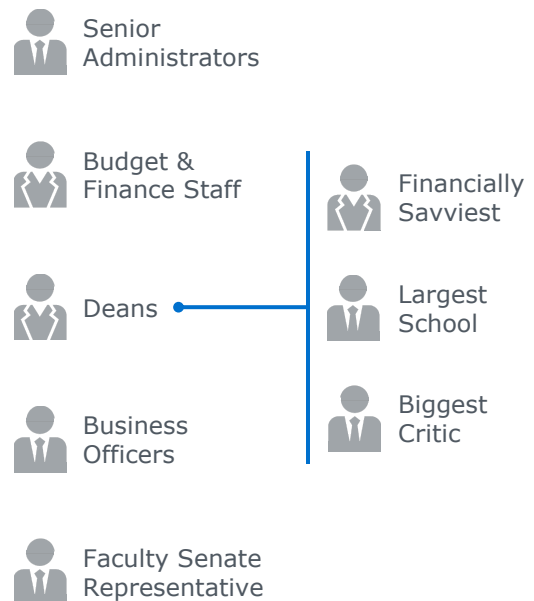 Senior
Administrators
Budget &
Finance Staff
Deans
Business
Officers
Faculty Senate
Representative
Financially
Savviest
Largest
School
Biggest
Critic